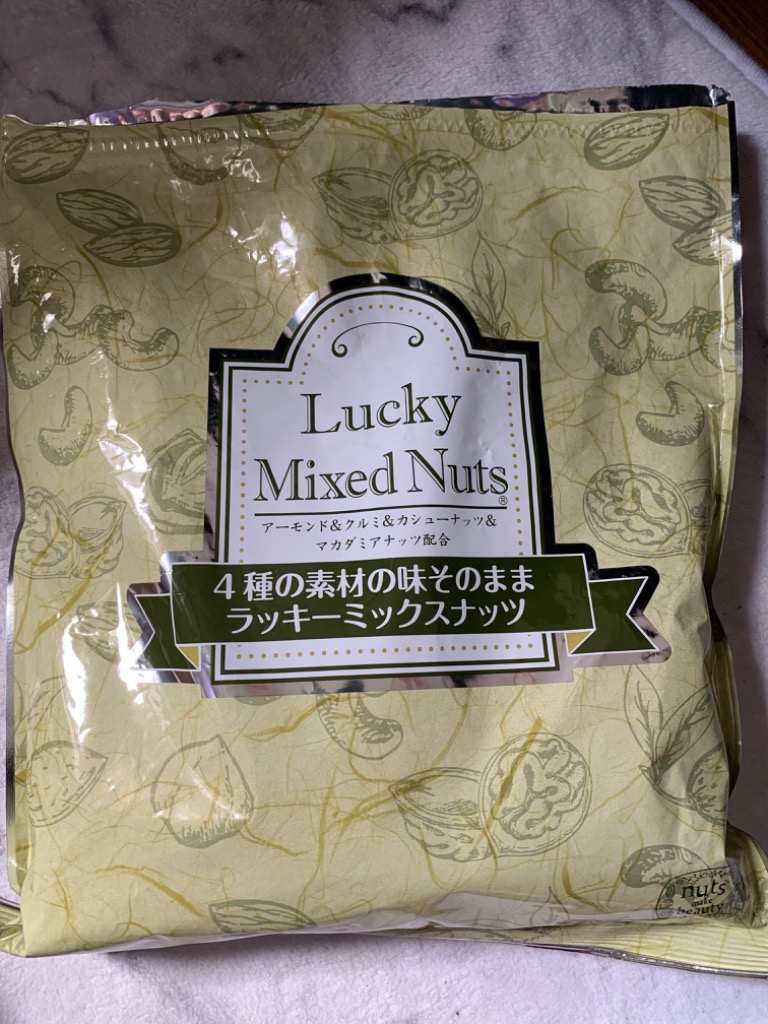 Lucky
Mixed Nuts®
アーモンド&クルミ&カシューナッツ&
マカダミアナッツ配合
4種の素材の味そのまま
ラッキーミックスナッツ
nuts
make
beauty